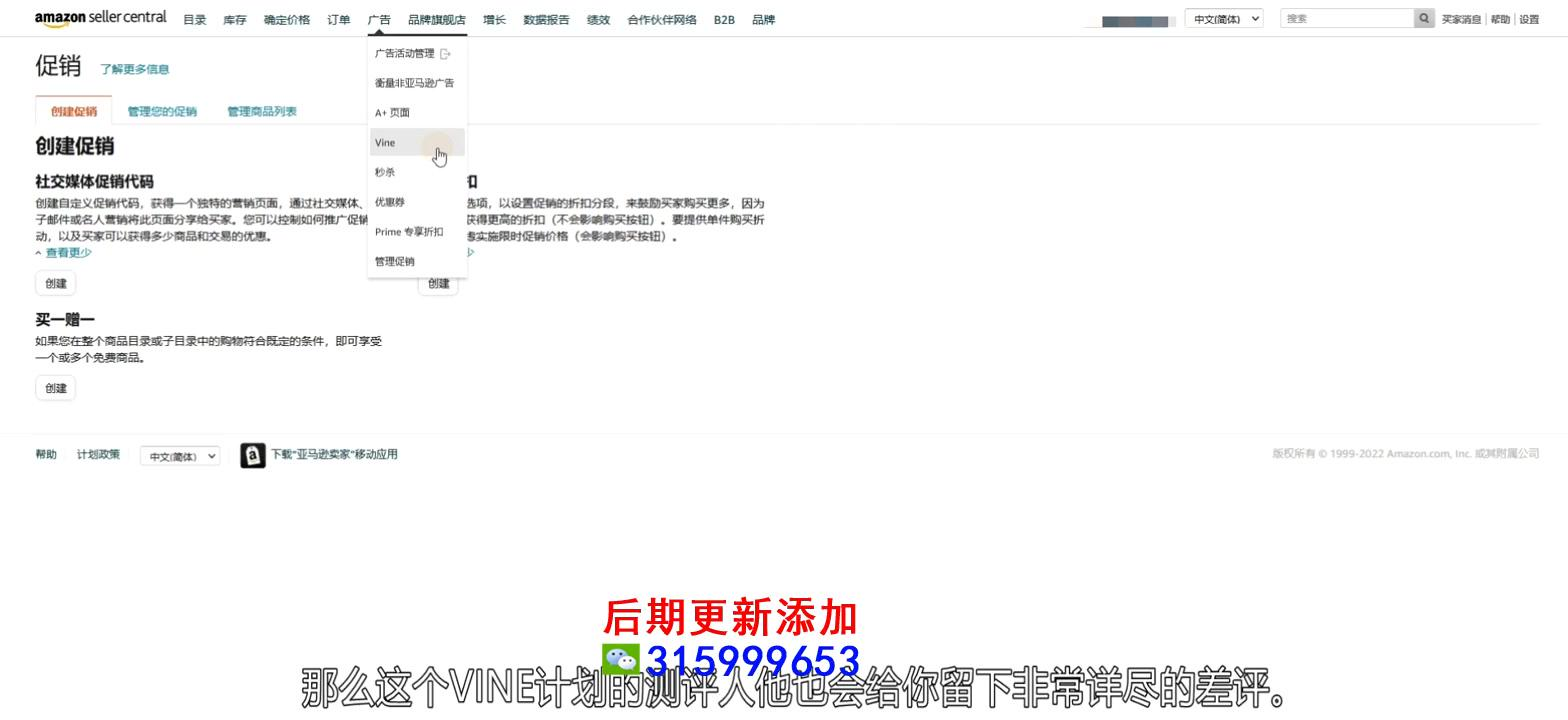 amazon seller central 目录 库存 确定价格 订单 广告 品牌旗舰店 增长 数据报告 绩效 合作伙伴网络 B2B 品牌 中文(简体) 搜索 买家消息 | 帮助 | 设置
广告活动管理
衡量非亚马逊广告
A+ 页面
Vine
秒杀
优惠券
Prime 专享折扣
管理促销
促销 了解更多信息
创建促销 管理您的促销 管理商品列表
创建促销
社交媒体促销代码
创建自定义促销代码，获得一个独特的营销页面，通过社交媒体、
子邮件或名人营销将此页面分享给买家。您可以控制如何推广促销
动，以及买家可以获得多少商品和交易的优惠。
查看更少
创建
扣
选项，以设置促销的折扣分段，来鼓励买家购买更多，因为
获得更高的折扣（不会影响购买按钮）。要提供单件购买折
虑实施限时促销价格（会影响购买按钮）。
少
创建
买一赠一
如果您在整个商品目录或子目录中的购物符合既定的条件，即可享受
一个或多个免费商品。
创建
帮助 计划政策 中文(简体) a 下载"亚马逊卖家"移动应用 版权所有 © 1999-2022 Amazon.com, Inc. 或其附属公司
后期更新添加
315999653
那么这个VINE计划的测评人他也会给你留下非常详尽的差评。